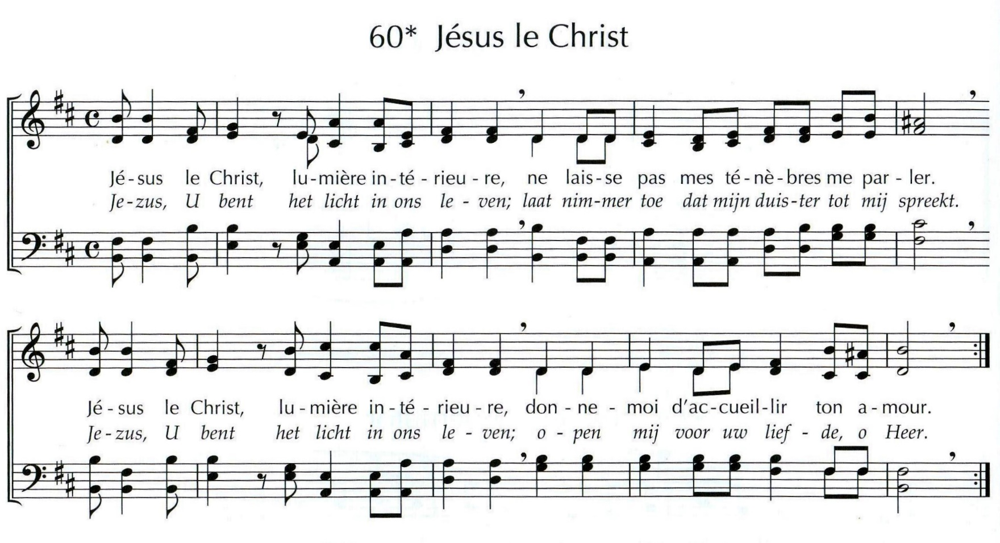 60* Jésus le Christ
Jé-sus le Christ, lu-mière in-té-rieu-re, ne lais-se pas mes té-nè-bres me par-ler.
Je-zus, U bent het licht in ons le-ven; laat nim-mer toe dat mijn duis-ter tot mij spreekt.
Jé-sus le Christ, lu-mière in-té-rieu-re, don-ne-moi d'ac-cueil-lir ton a-mour.
Je-zus, U bent het licht in ons le-ven; o-pen mij voor uw lief-de, o Heer.